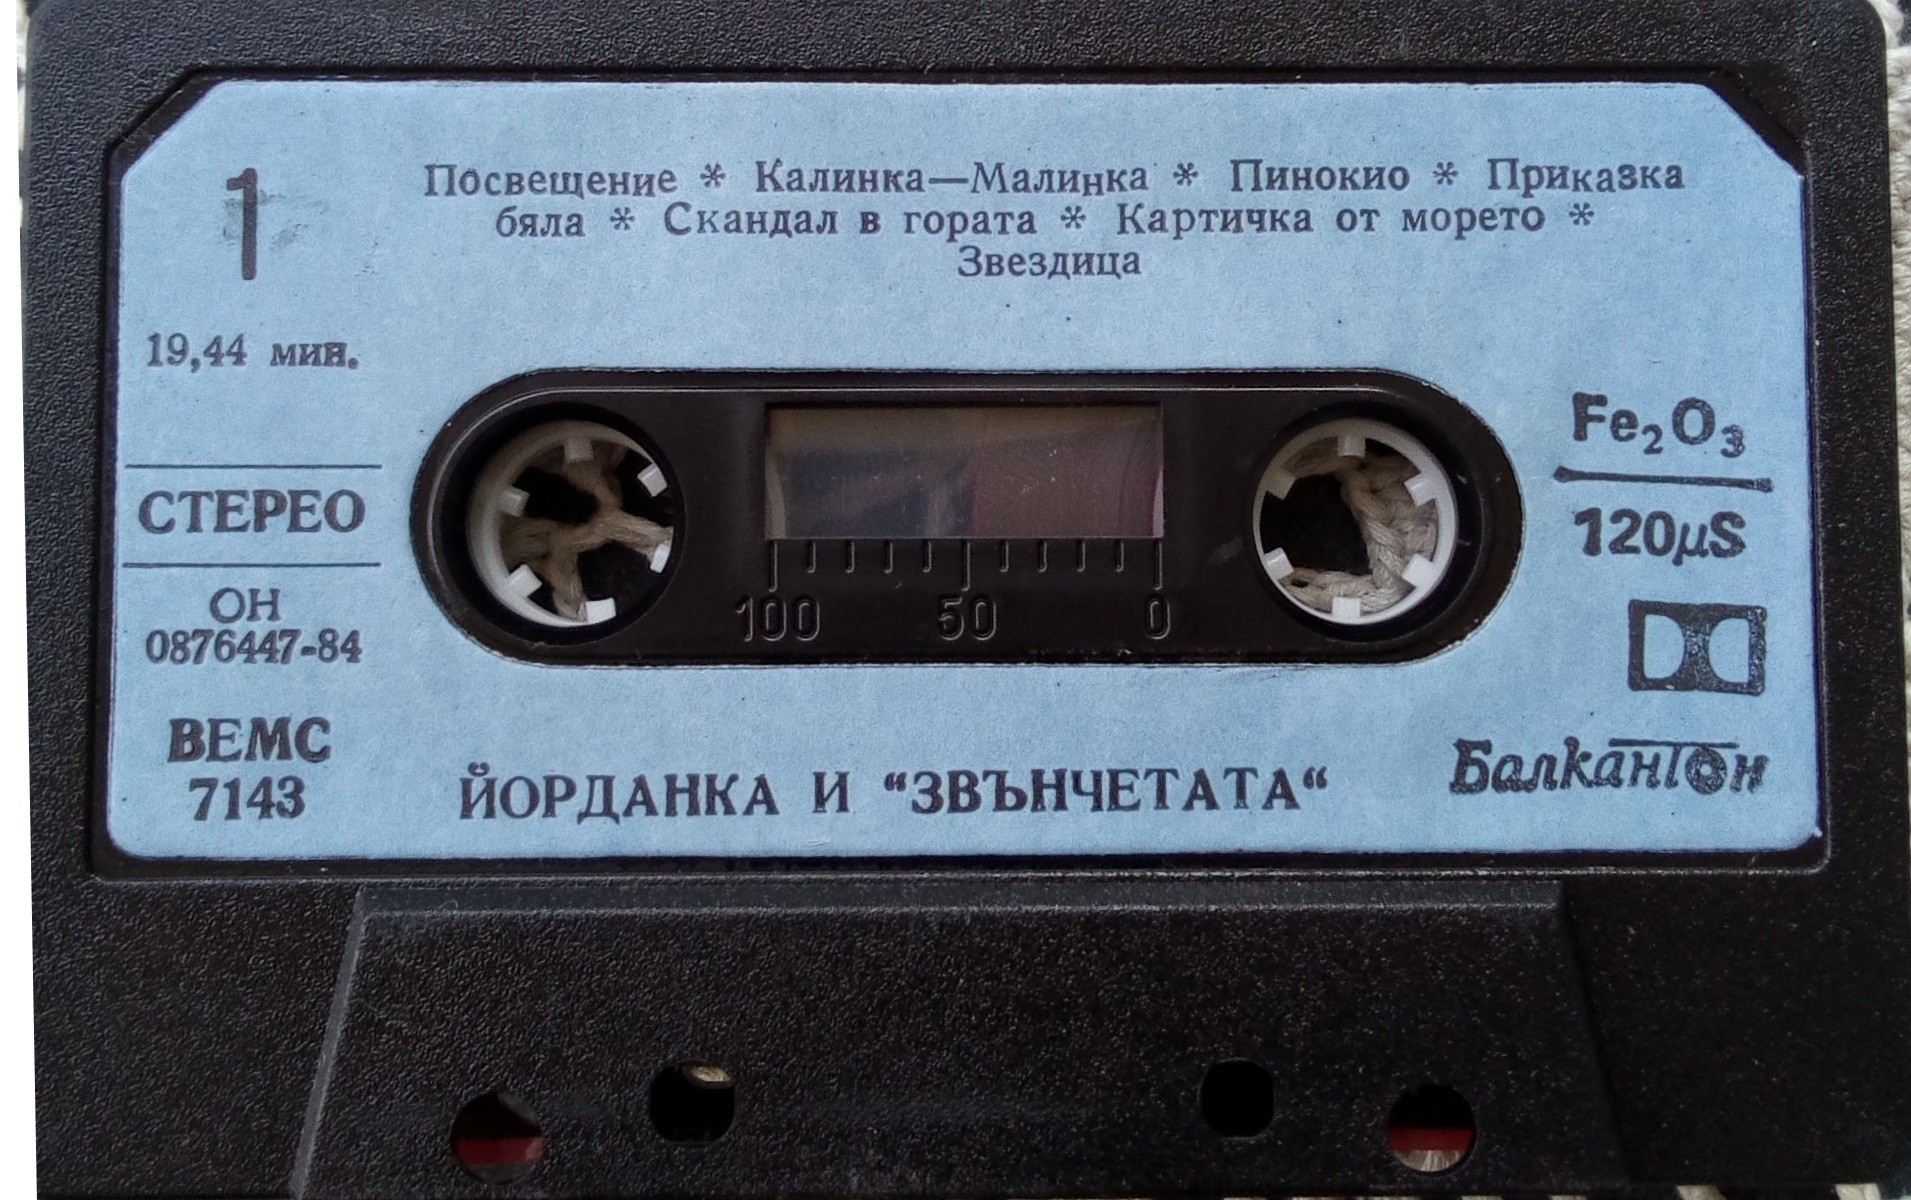 1
Посвещение * Калинка—Малинка * Пинокио * Приказка
бяла * Скандал в гората * Картичка от морето *
Звездица
19,44 мин.
СТЕРЕО
ОН
0876447-84
ВЕМС
7143
Fe₂O₃
120µS
100 50 0
ЙОРДАНКА И "ЗВЪНЧЕТАТА"
Балкантон